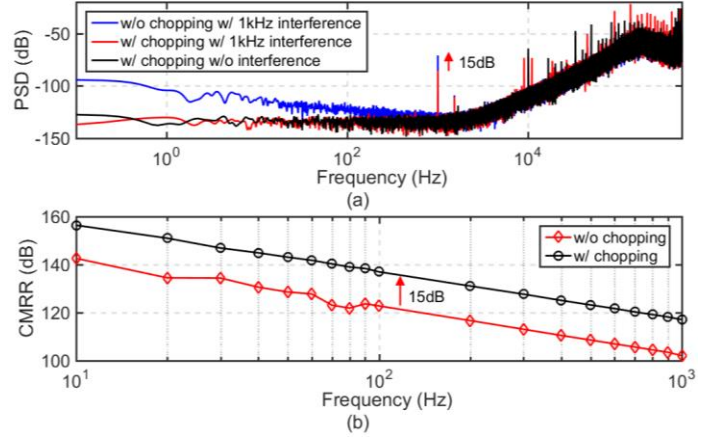 w/o chopping w/ 1kHz interference
w/ chopping w/ 1kHz interference
w/ chopping w/o interference
15dB
PSD (dB)
-50
-100
-150
10^0
10^2
10^4
Frequency (Hz)
(a)
w/o chopping
w/ chopping
15dB
CMRR (dB)
160
140
120
100
10^1
10^2
10^3
Frequency (Hz)
(b)